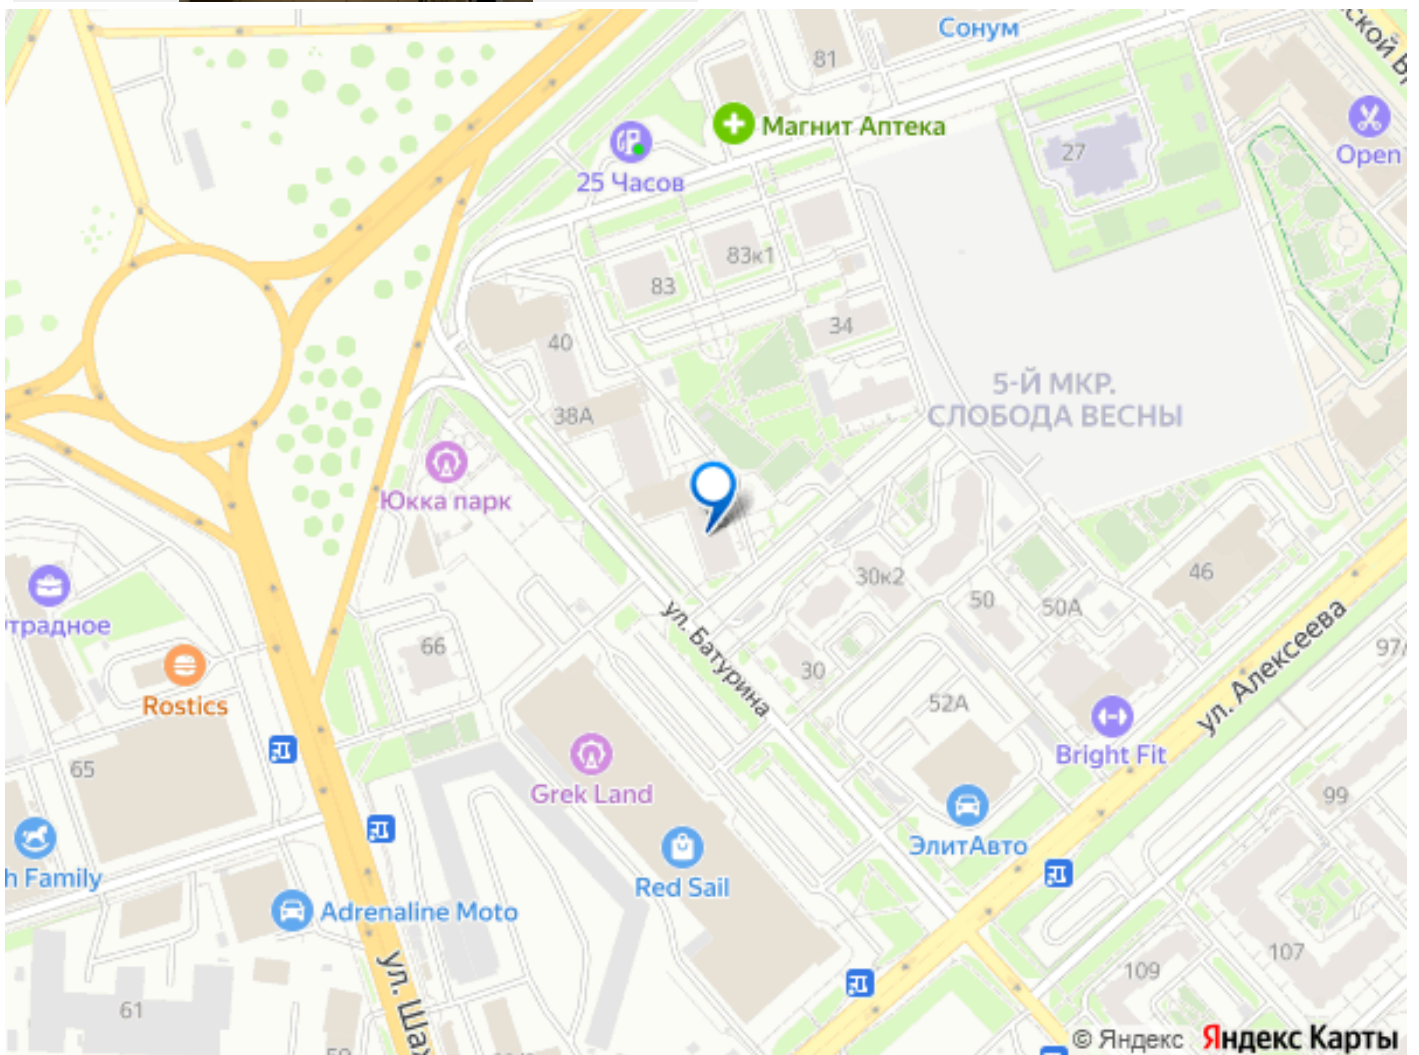 Сонум
81
Магнит Аптека
27
Open
25 Часов
83к1
83
34
40
5-Й МКР.
СЛОБОДА ВЕСНЫ
38А
Юкка парк
30к2
46
50
50А
66
ул. Батурина
30
ул. Алексеева
Rostics
52А
Bright Fit
65
Grek Land
99
ЭлитАвто
Red Sail
Family
Adrenaline Moto
107
109
61
© Яндекс Яндекс Карты